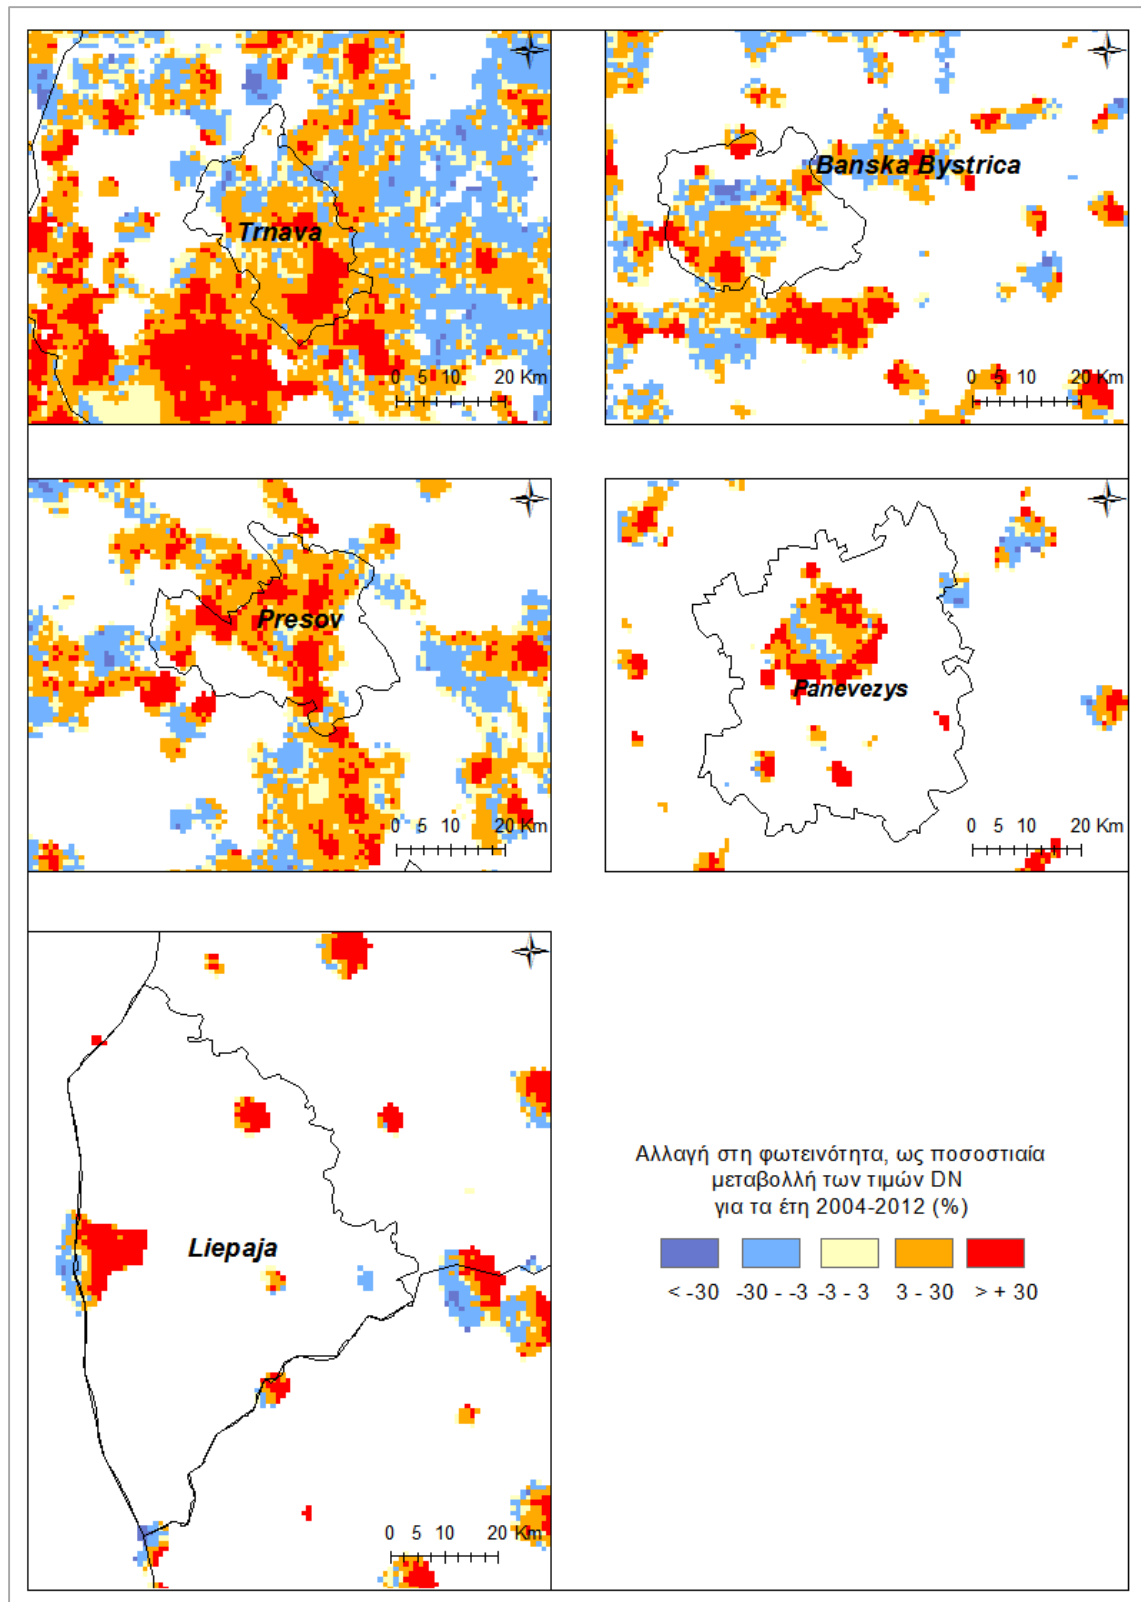 Trnava
0 5 10 20 Km
Banska Bystrica
0 5 10 20 Km
Presov
0 5 10 20 Km
Panevezys
0 5 10 20 Km
Liepaja
0 5 10 20 Km
Αλλαγή στη φωτεινότητα, ως ποσοστιαία
μεταβολλή των τιμών DN
για τα έτη 2004-2012 (%)
< -30 -30 - -3 -3 - 3 3 - 30 > + 30